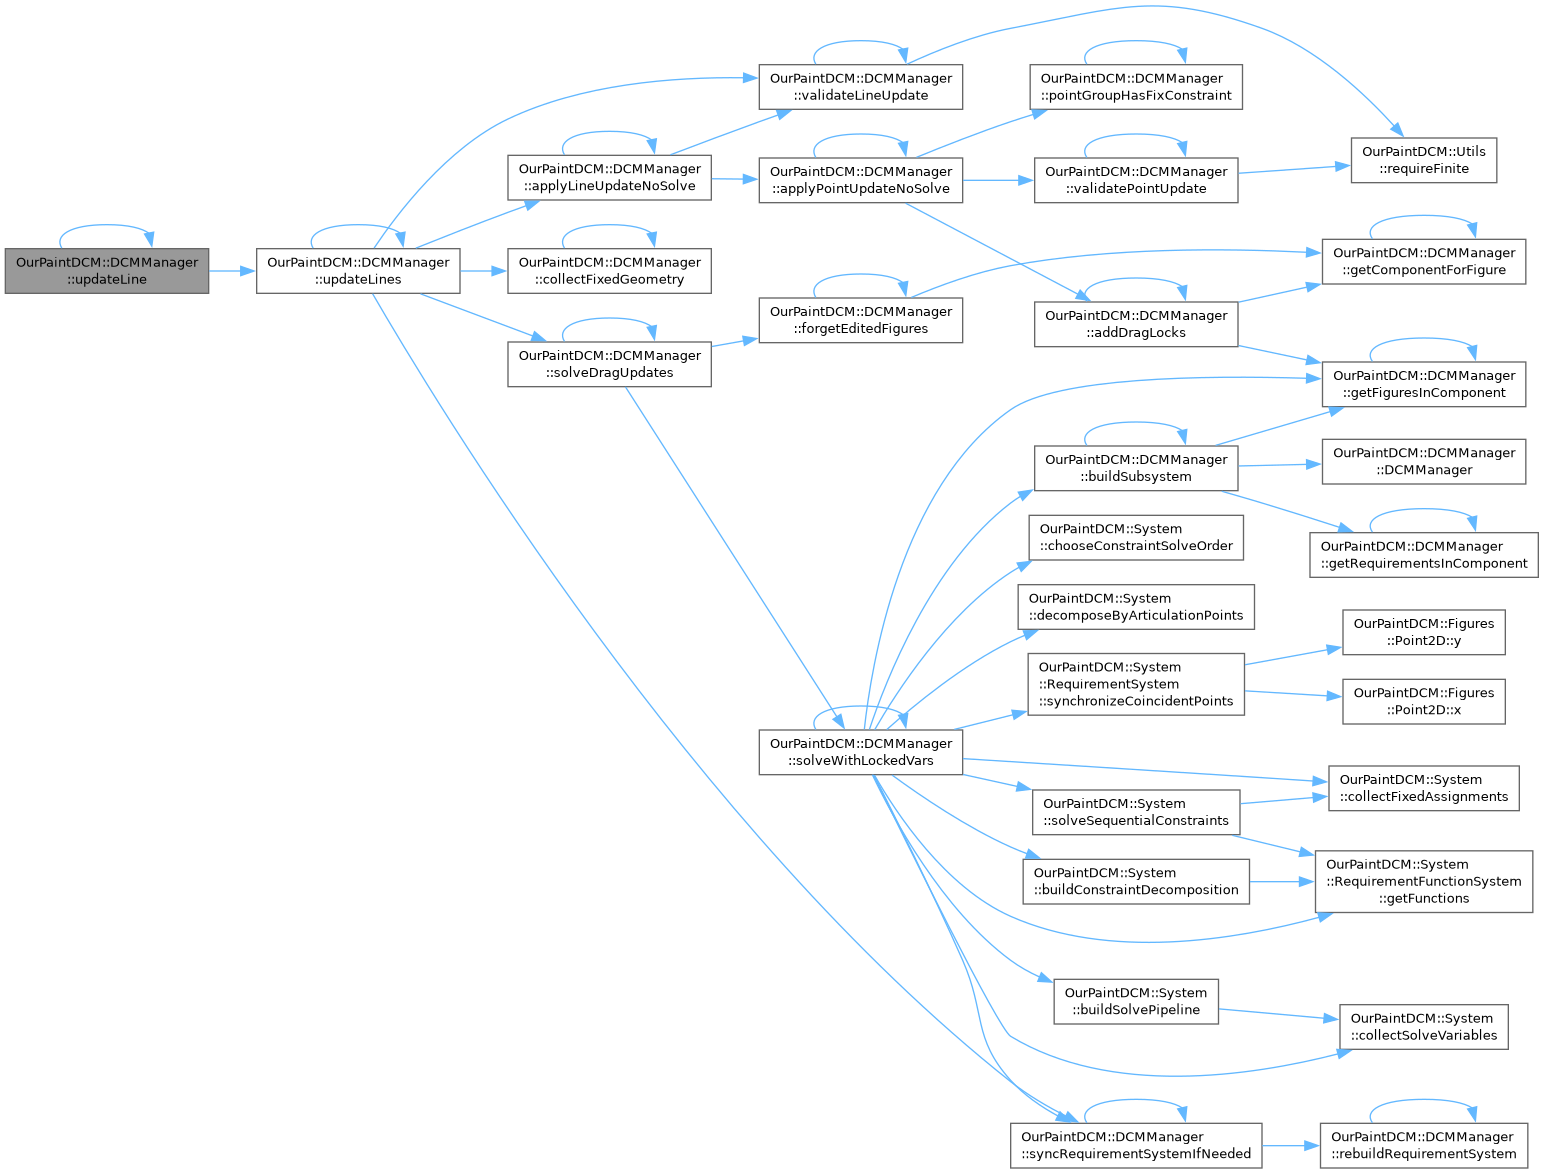 OurPaintDCM::DCMManager
::updateLine
OurPaintDCM::DCMManager
::updateLines
OurPaintDCM::DCMManager
::applyLineUpdateNoSolve
OurPaintDCM::DCMManager
::collectFixedGeometry
OurPaintDCM::DCMManager
::solveDragUpdates
OurPaintDCM::DCMManager
::validateLineUpdate
OurPaintDCM::DCMManager
::applyPointUpdateNoSolve
OurPaintDCM::DCMManager
::forgetEditedFigures
OurPaintDCM::DCMManager
::solveWithLockedVars
OurPaintDCM::DCMManager
::pointGroupHasFixConstraint
OurPaintDCM::DCMManager
::validatePointUpdate
OurPaintDCM::DCMManager
::addDragLocks
OurPaintDCM::DCMManager
::buildSubsystem
OurPaintDCM::System
::chooseConstraintSolveOrder
OurPaintDCM::System
::decomposeByArticulationPoints
OurPaintDCM::System
::RequirementSystem
::synchronizeCoincidentPoints
OurPaintDCM::System
::solveSequentialConstraints
OurPaintDCM::System
::buildConstraintDecomposition
OurPaintDCM::System
::buildSolvePipeline
OurPaintDCM::DCMManager
::syncRequirementSystemIfNeeded
OurPaintDCM::Utils
::requireFinite
OurPaintDCM::DCMManager
::getComponentForFigure
OurPaintDCM::DCMManager
::getFiguresInComponent
OurPaintDCM::DCMManager
::DCMManager
OurPaintDCM::DCMManager
::getRequirementsInComponent
OurPaintDCM::Figures
::Point2D::y
OurPaintDCM::Figures
::Point2D::x
OurPaintDCM::System
::collectFixedAssignments
OurPaintDCM::System
::RequirementFunctionSystem
::getFunctions
OurPaintDCM::System
::collectSolveVariables
OurPaintDCM::DCMManager
::rebuildRequirementSystem